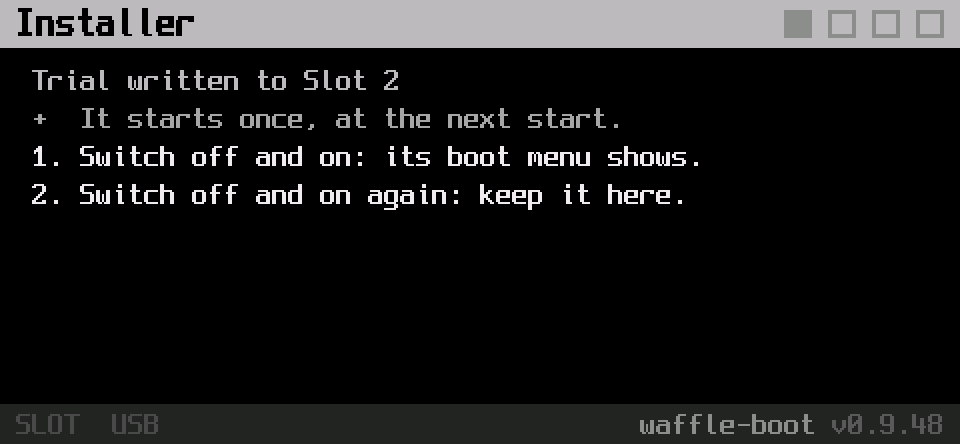 Installer
Trial written to Slot 2
+ It starts once, at the next start.
1. Switch off and on: its boot menu shows.
2. Switch off and on again: keep it here.
SLOT USB waffle-boot v0.9.48